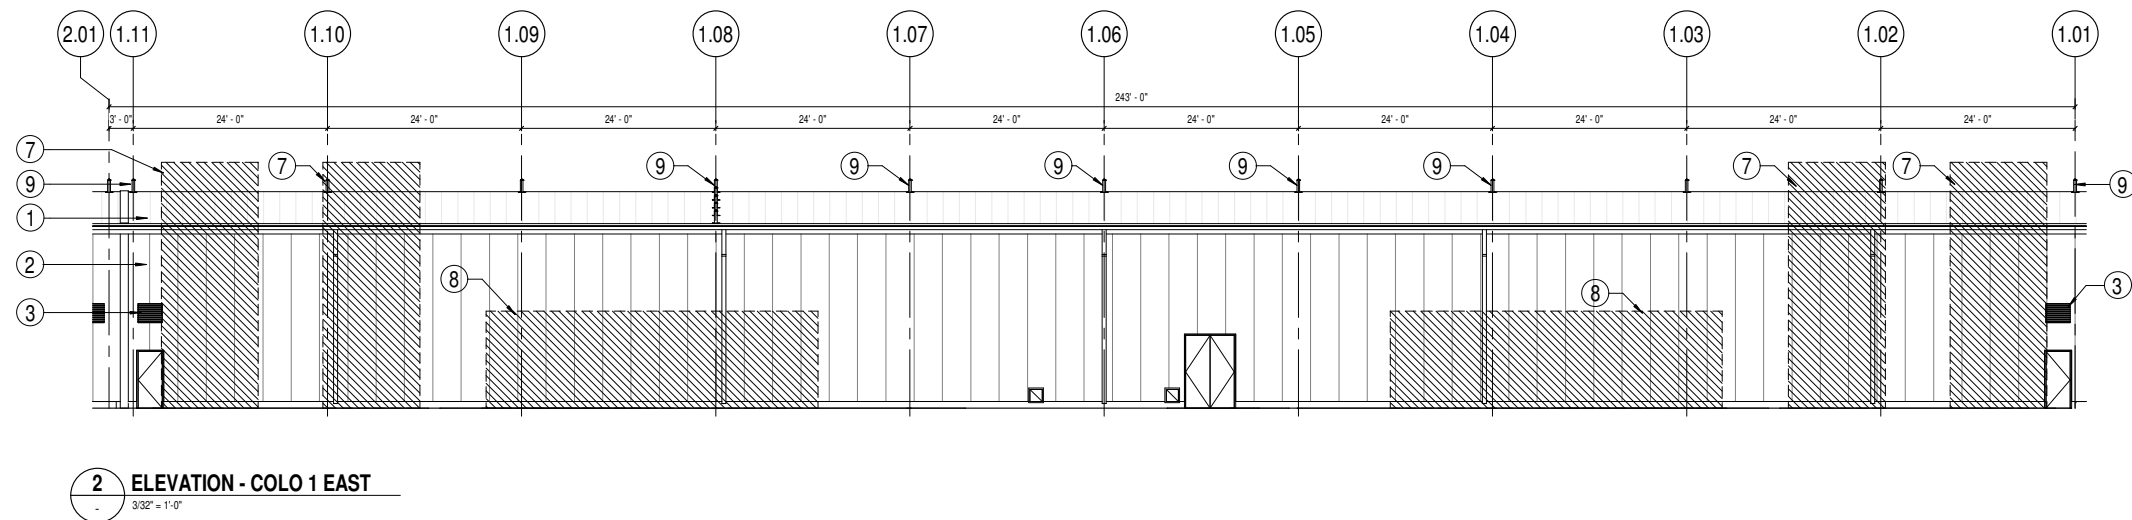 2.01 1.11 1.10 1.09 1.08 1.07 1.06 1.05 1.04 1.03 1.02 1.01
243' - 0"
3' - 0" 24' - 0" 24' - 0" 24' - 0" 24' - 0" 24' - 0" 24' - 0" 24' - 0" 24' - 0" 24' - 0" 24' - 0"
7 7 9 9 9 9 9 7 7
9 9
1
2
8 8
3 3
2 ELEVATION - COLO 1 EAST
- 3/32" = 1'-0"